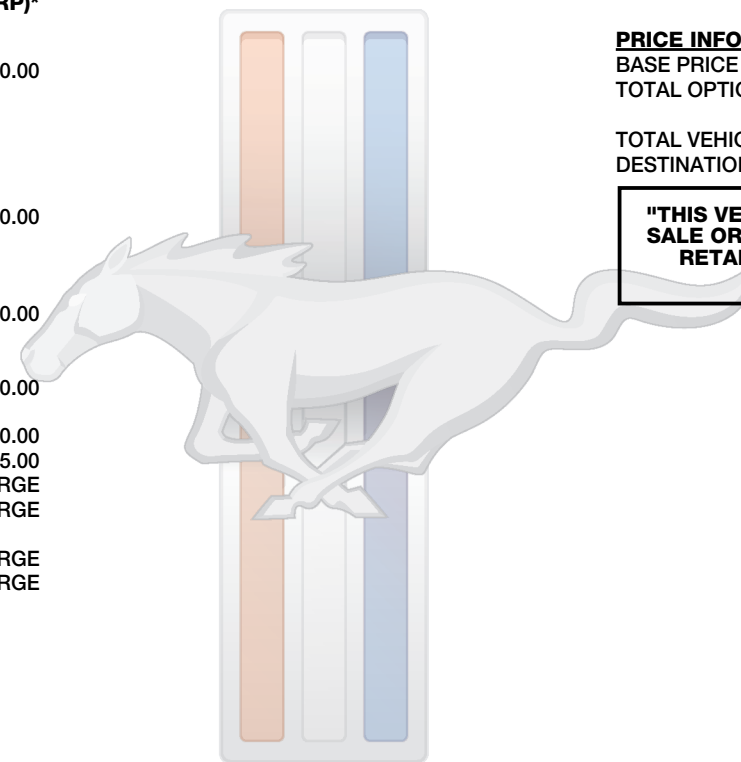 RP)*
0.00
0.00
0.00
0.00
0.00
5.00
RGE
RGE
RGE
RGE
PRICE INFO
BASE PRICE
TOTAL OPTIO
TOTAL VEHIC
DESTINATION
"THIS VE
SALE OR
RETAI